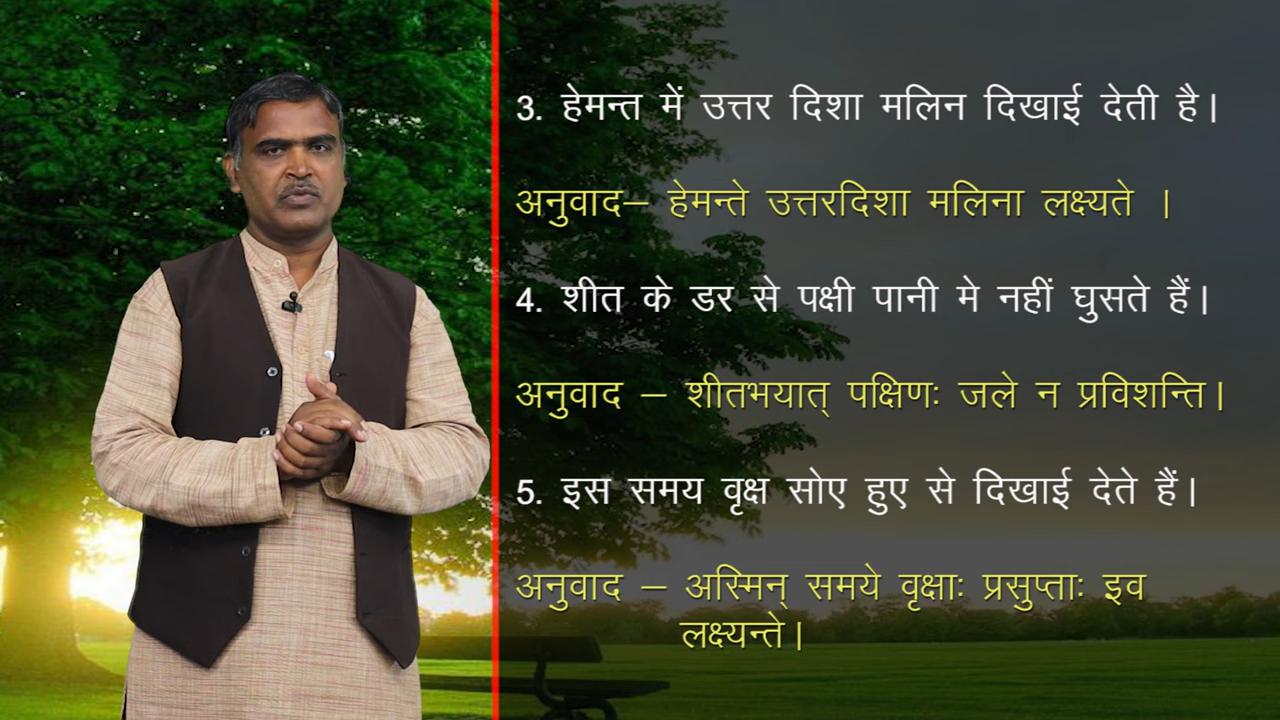 3. हेमन्त में उत्तर दिशा मलिन दिखाई देती है।
अनुवाद– हेमन्ते उत्तरदिशा मलिना लक्ष्यते ।
4. शीत के डर से पक्षी पानी मे नहीं घुसते हैं।
अनुवाद – शीतभयात् पक्षिणः जले न प्रविशन्ति।
5. इस समय वृक्ष सोए हुए से दिखाई देते हैं।
अनुवाद – अस्मिन् समये वृक्षाः प्रसुप्ताः इव
लक्ष्यन्ते।